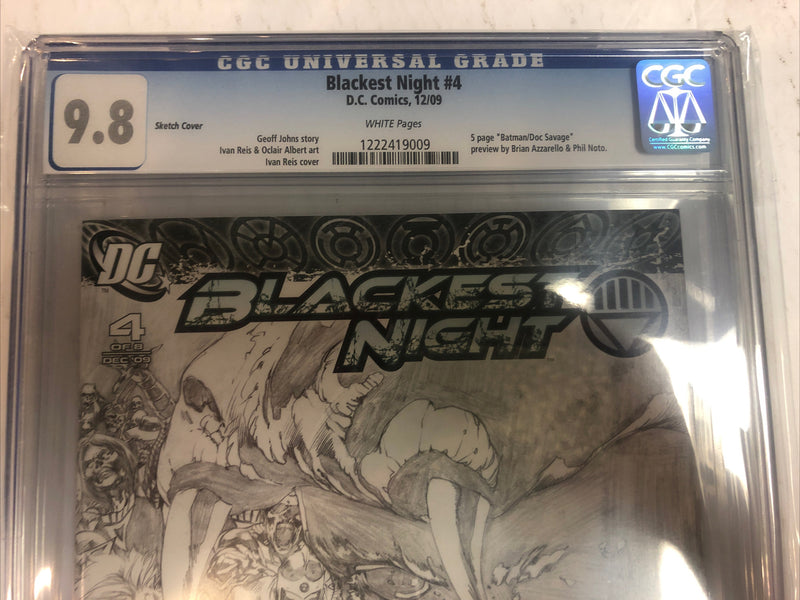 CGC UNIVERSAL GRADE
9.8
Sketch Cover
Blackest Night #4
D.C. Comics, 12/09
WHITE Pages
Geoff Johns story
Ivan Reis & Oclair Albert art
Ivan Reis cover
1222419009
5 page "Batman/Doc Savage"
preview by Brian Azzarello & Phil Noto.
CGC
Certified Guaranty Company
www.CGCcomics.com
DC
TM
BLACKEST
NIGHT
4
OF 8
DEC '09